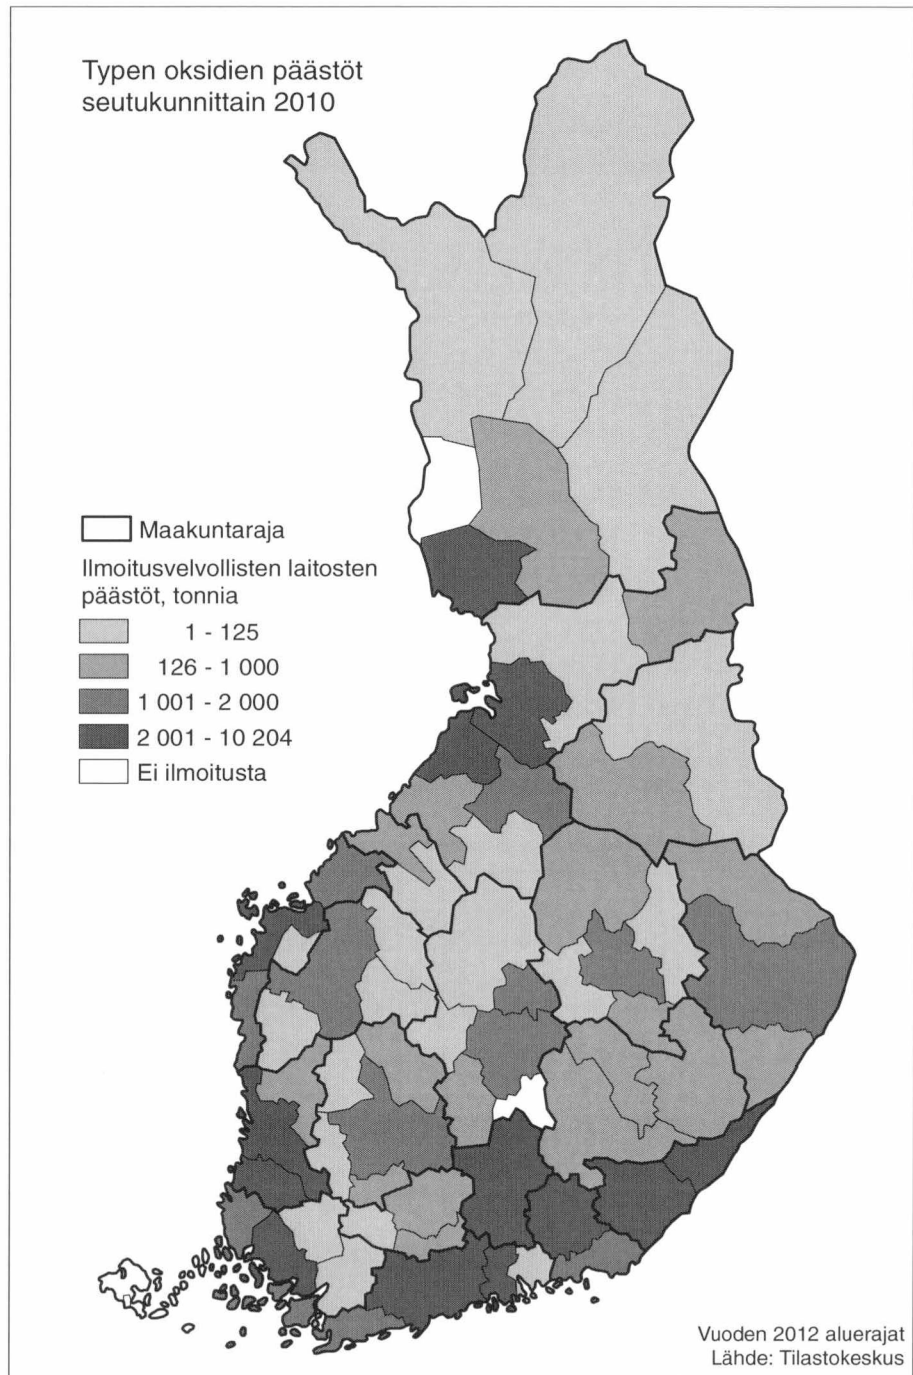 Typen oksidien päästöt
seutukunnittain 2010
Maakuntaraja
Ilmoitusvelvollisten laitosten
päästöt, tonnia
1 - 125
126 - 1 000
1 001 - 2 000
2 001 - 10 204
Ei ilmoitusta
Vuoden 2012 aluerajat
Lähde: Tilastokeskus